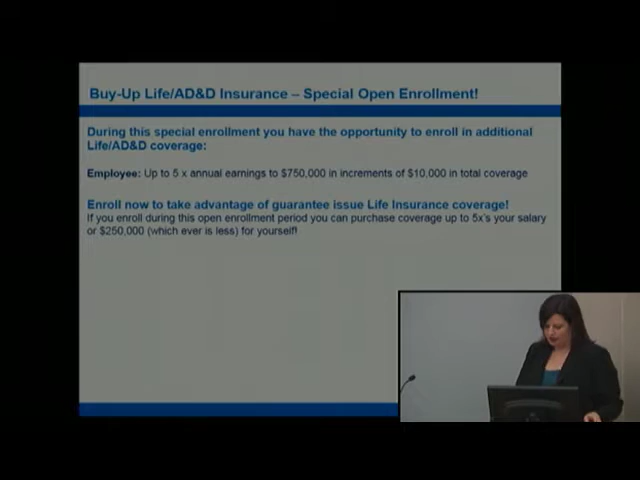 Buy-Up Life/AD&D Insurance – Special Open Enrollment!
During this special enrollment you have the opportunity to enroll in additional
Life/AD&D coverage:
Employee: Up to 5 x annual earnings to $750,000 in increments of $10,000 in total coverage
Enroll now to take advantage of guarantee issue Life Insurance coverage!
If you enroll during this open enrollment period you can purchase coverage up to 5x's your salary
or $250,000 (which ever is less) for yourself!